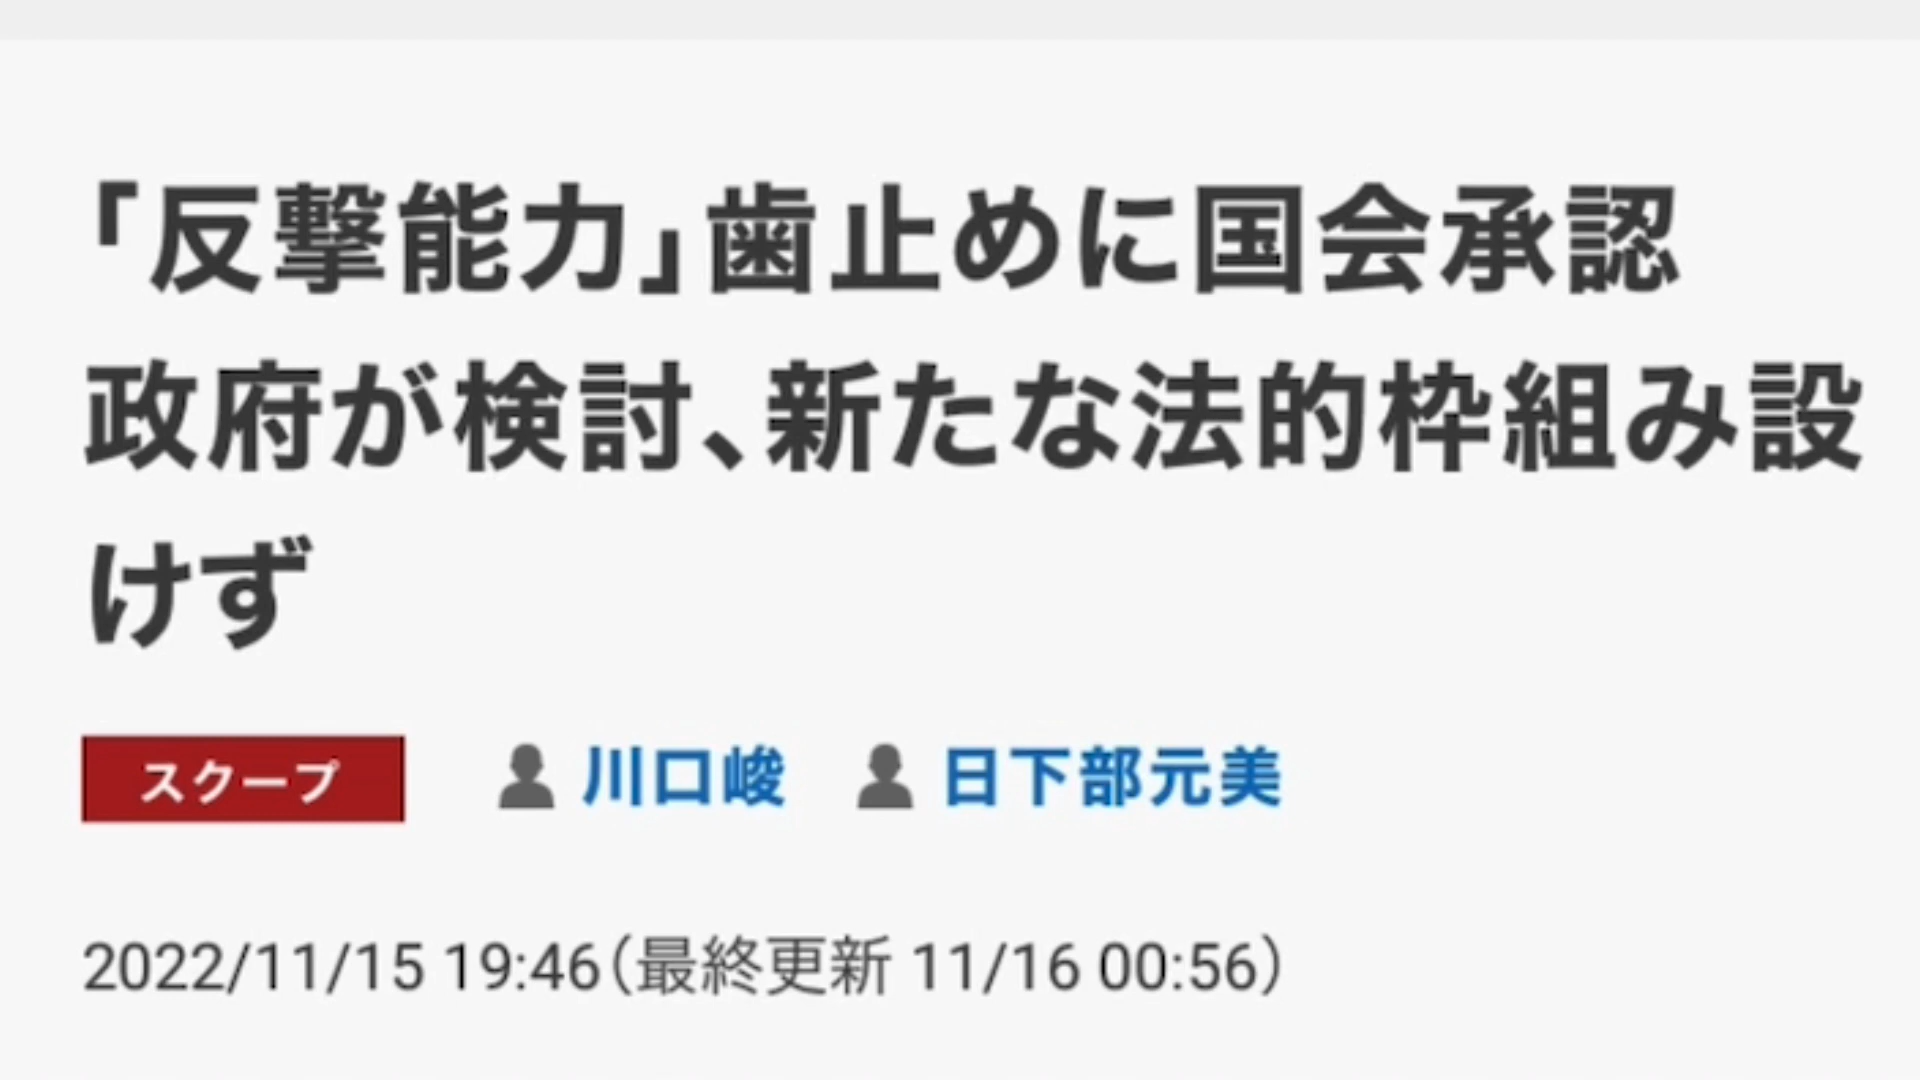 「反撃能力」歯止めに国会承認
政府が検討、新たな法的枠組み設
けず
スクープ 川口峻 日下部元美
2022/11/15 19:46（最終更新 11/16 00:56）